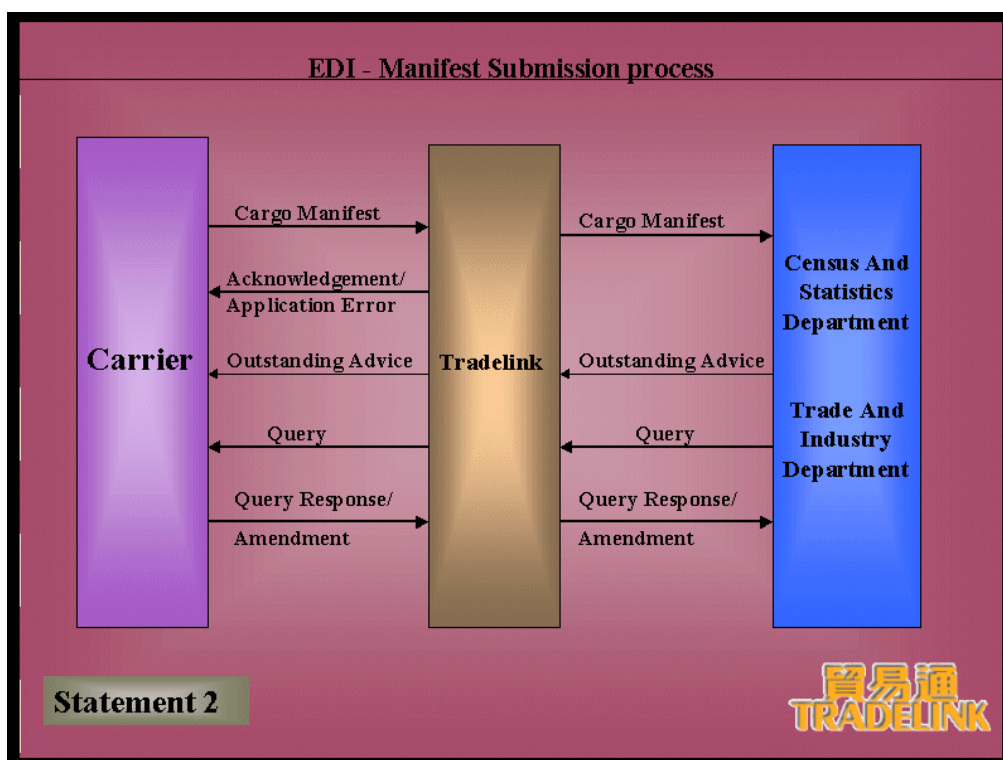 EDI - Manifest Submission process
Carrier
Cargo Manifest
Acknowledgement/
Application Error
Outstanding Advice
Query
Query Response/
Amendment
Tradelink
Cargo Manifest
Outstanding Advice
Query
Query Response/
Amendment
Census And
Statistics
Department
Trade And
Industry
Department
Statement 2
貿易通
TRADELINK